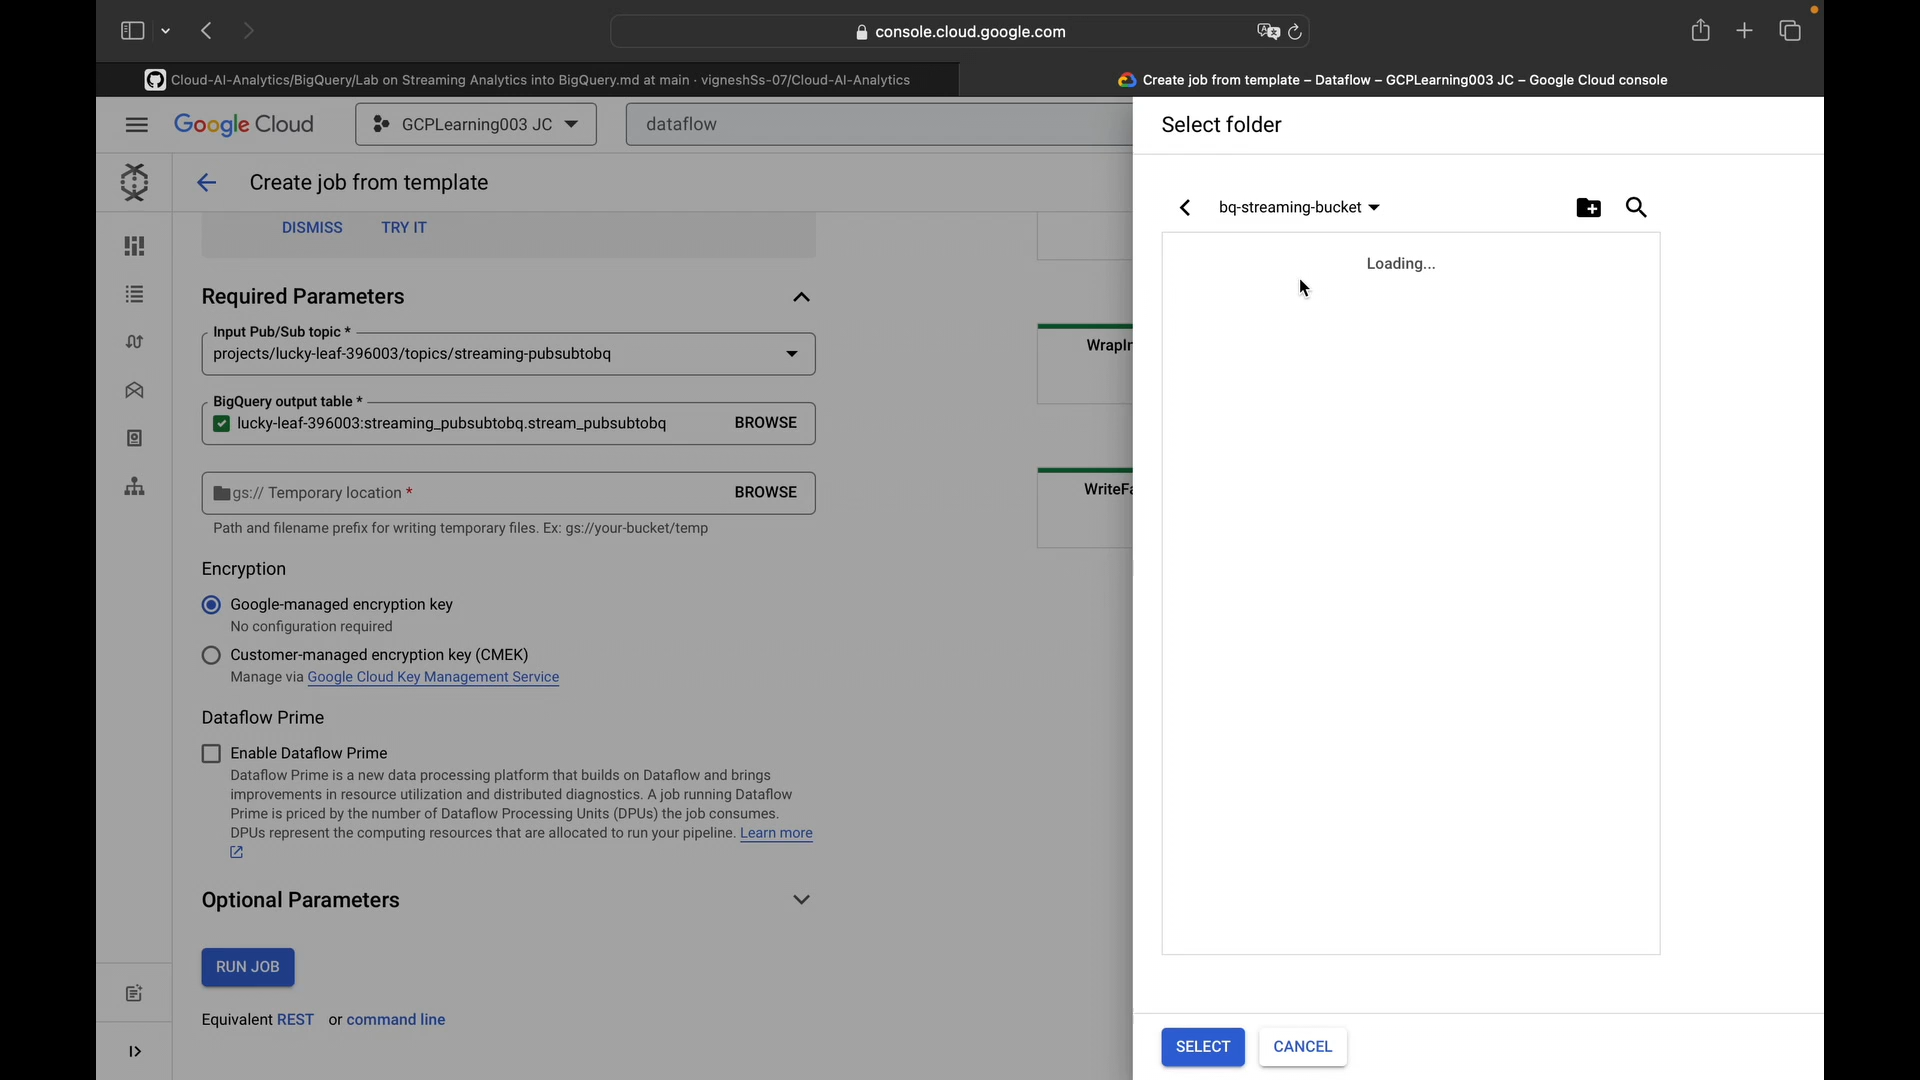 console.cloud.google.com
Cloud-AI-Analytics/BigQuery/Lab on Streaming Analytics into BigQuery.md at main · vigneshSs-07/Cloud-AI-Analytics
Create job from template – Dataflow – GCPLearning003 JC – Google Cloud console
Google Cloud
GCPLearning003 JC
dataflow
Select folder
Create job from template
bq-streaming-bucket
DISMISS
TRY IT
Loading...
Required Parameters
Input Pub/Sub topic *
projects/lucky-leaf-396003/topics/streaming-pubsubtobq
WrapIn
BigQuery output table *
lucky-leaf-396003:streaming_pubsubtobq.stream_pubsubtobq
BROWSE
gs:// Temporary location *
BROWSE
WriteFa
Path and filename prefix for writing temporary files. Ex: gs://your-bucket/temp
Encryption
Google-managed encryption key
No configuration required
Customer-managed encryption key (CMEK)
Manage via Google Cloud Key Management Service
Dataflow Prime
Enable Dataflow Prime
Dataflow Prime is a new data processing platform that builds on Dataflow and brings
improvements in resource utilization and distributed diagnostics. A job running Dataflow
Prime is priced by the number of Dataflow Processing Units (DPUs) the job consumes.
DPUs represent the computing resources that are allocated to run your pipeline. Learn more
Optional Parameters
RUN JOB
Equivalent REST or command line
SELECT
CANCEL